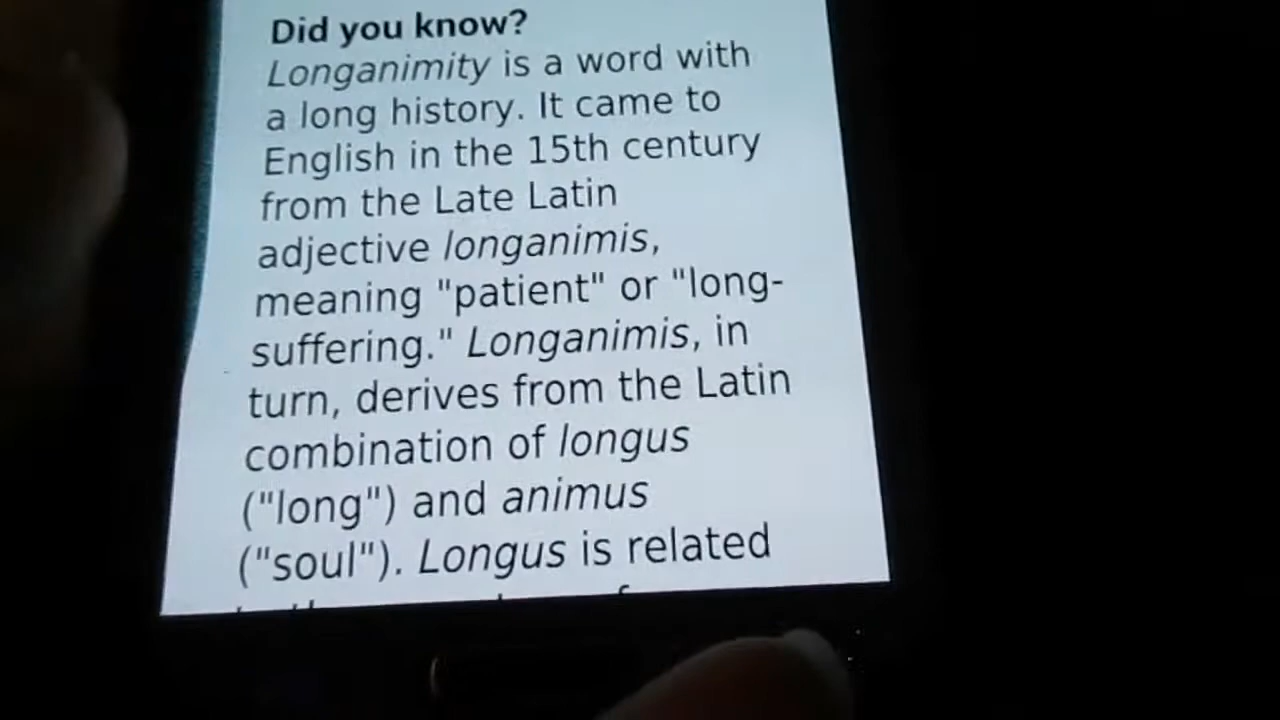 Did you know?
Longanimity is a word with
a long history. It came to
English in the 15th century
from the Late Latin
adjective longanimis,
meaning "patient" or "long-
suffering." Longanimis, in
turn, derives from the Latin
combination of longus
("long") and animus
("soul"). Longus is related